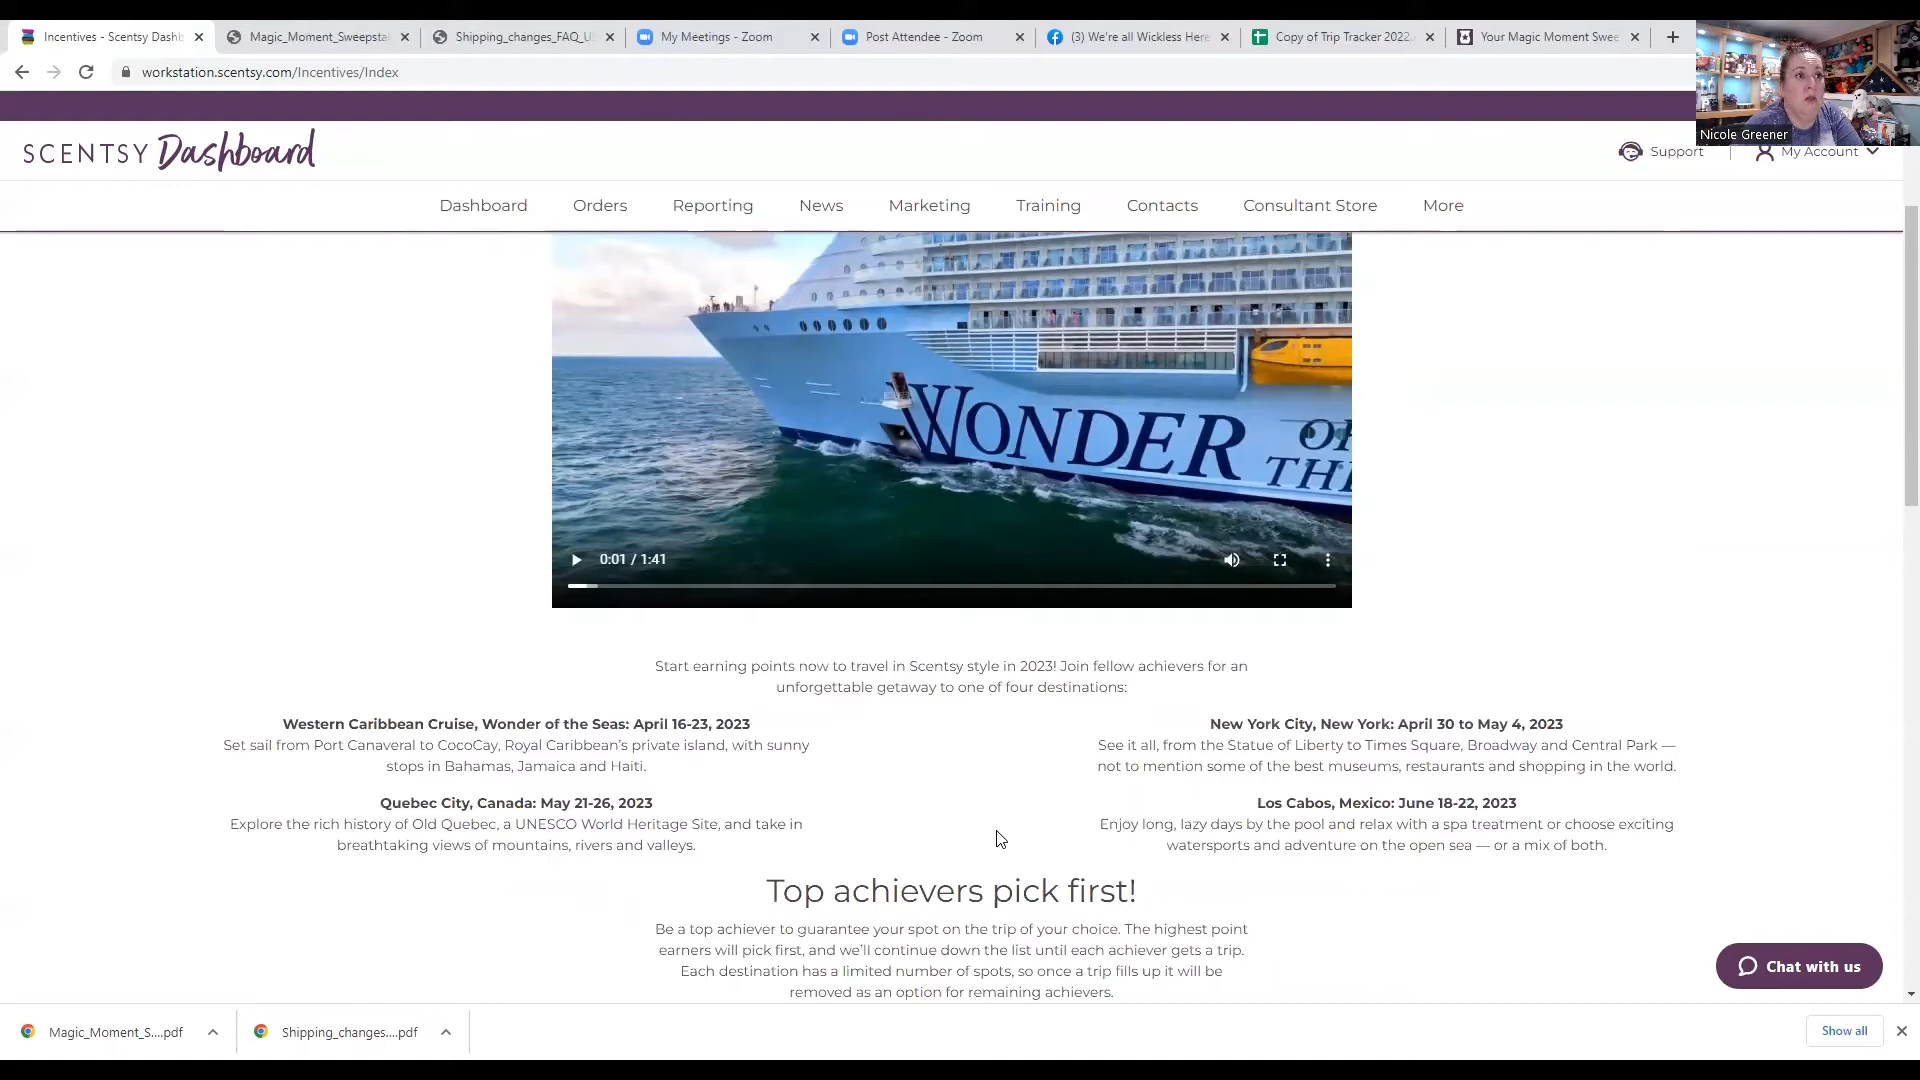 Incentives - Scentsy Dashb
Magic_Moment_Sweepsta
Shipping_changes_FAQ_U
My Meetings - Zoom
Post Attendee - Zoom
(3) We're all Wickless Here
Copy of Trip Tracker 2022
Your Magic Moment Swee
workstation.scentsy.com/Incentives/Index
Nicole Greener
SCENTSY Dashboard
Support
My Account
Dashboard Orders Reporting News Marketing Training Contacts Consultant Store More
WONDER OF
THE
0:01 / 1:41
Start earning points now to travel in Scentsy style in 2023! Join fellow achievers for an
unforgettable getaway to one of four destinations:
Western Caribbean Cruise, Wonder of the Seas: April 16-23, 2023
Set sail from Port Canaveral to CocoCay, Royal Caribbean's private island, with sunny
stops in Bahamas, Jamaica and Haiti.
New York City, New York: April 30 to May 4, 2023
See it all, from the Statue of Liberty to Times Square, Broadway and Central Park —
not to mention some of the best museums, restaurants and shopping in the world.
Quebec City, Canada: May 21-26, 2023
Explore the rich history of Old Quebec, a UNESCO World Heritage Site, and take in
breathtaking views of mountains, rivers and valleys.
Los Cabos, Mexico: June 18-22, 2023
Enjoy long, lazy days by the pool and relax with a spa treatment or choose exciting
watersports and adventure on the open sea — or a mix of both.
Top achievers pick first!
Be a top achiever to guarantee your spot on the trip of your choice. The highest point
earners will pick first, and we'll continue down the list until each achiever gets a trip.
Each destination has a limited number of spots, so once a trip fills up it will be
removed as an option for remaining achievers.
Chat with us
Magic_Moment_S....pdf
Shipping_changes....pdf
Show all